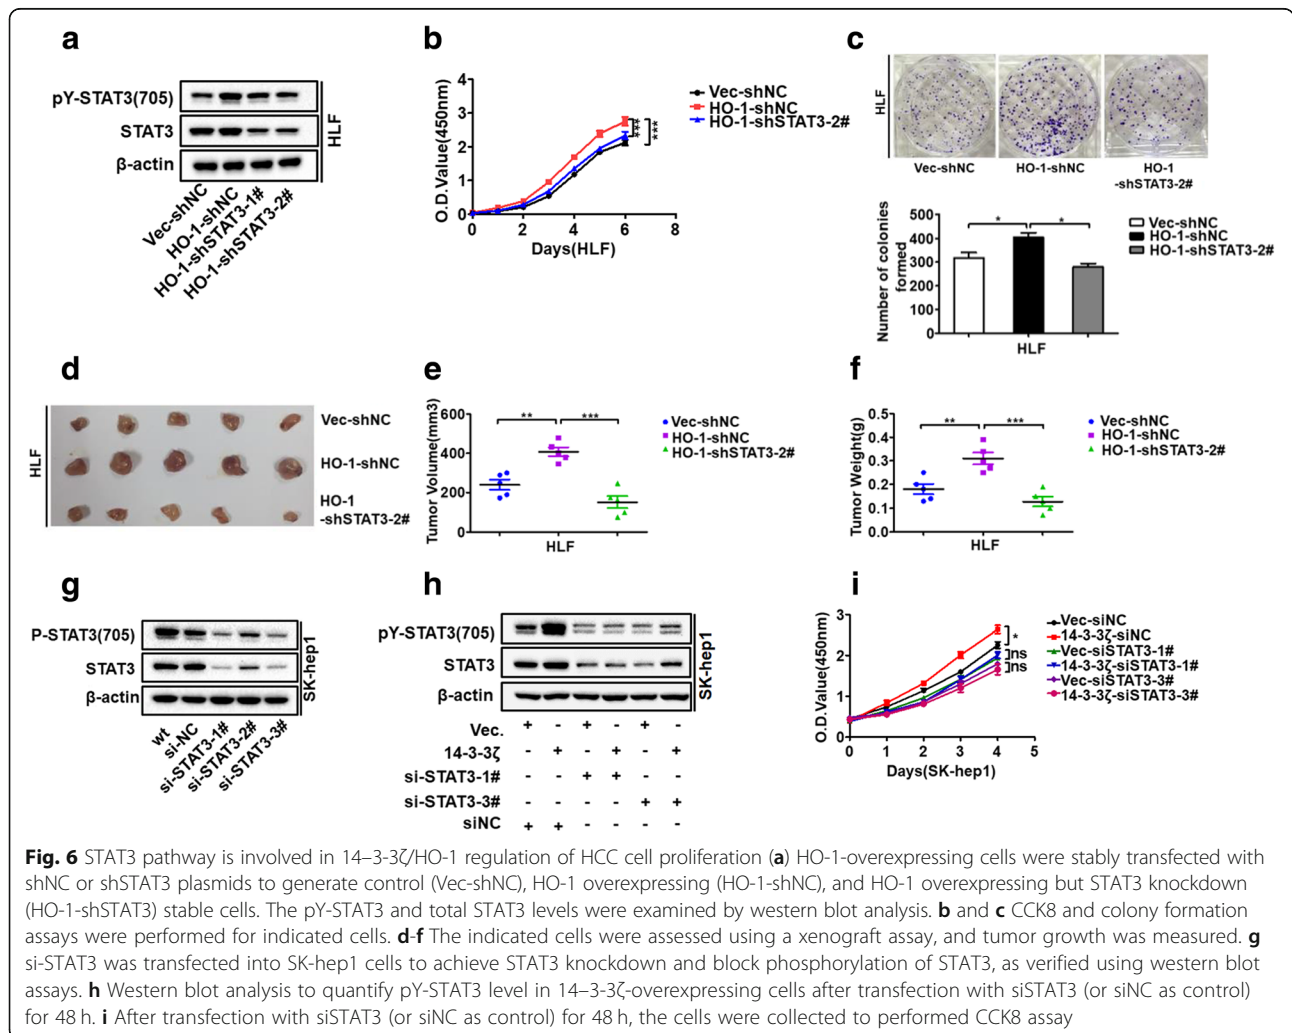 a
pY-STAT3(705)
STAT3
β-actin
HLF
Vec-shNC
HO-1-shNC
HO-1-shSTAT3-1#
HO-1-shSTAT3-2#
b
O.D.Value(450nm)
4
3
2
1
0
0 2 4 6 8
Days(HLF)
Vec-shNC
HO-1-shNC
HO-1-shSTAT3-2#
***
***
c
HLF
Vec-shNC
HO-1-shNC
HO-1
-shSTAT3-2#
Number of colonies
formed
500
400
300
200
100
0
* *
HLF
Vec-shNC
HO-1-shNC
HO-1-shSTAT3-2#
d
HLF
Vec-shNC
HO-1-shNC
HO-1
-shSTAT3-2#
e
Tumor Volume(mm3)
600
400
200
0
** ***
HLF
Vec-shNC
HO-1-shNC
HO-1-shSTAT3-2#
f
Tumor Weight(g)
0.5
0.4
0.3
0.2
0.1
0.0
** ***
HLF
Vec-shNC
HO-1-shNC
HO-1-shSTAT3-2#
g
P-STAT3(705)
STAT3
β-actin
SK-hep1
wt
si-NC
si-STAT3-1#
si-STAT3-2#
si-STAT3-3#
h
pY-STAT3(705)
STAT3
β-actin
SK-hep1
Vec. + - + - + -
14-3-3ζ - + - + - +
si-STAT3-1# - - + + - -
si-STAT3-3# - - - - + +
siNC + + - - - -
i
O.D.Value(450nm)
3
2
1
0
0 1 2 3 4 5
Days(SK-hep1)
*
ns
ns
Vec-siNC
14-3-3ζ-siNC
Vec-siSTAT3-1#
14-3-3ζ-siSTAT3-1#
Vec-siSTAT3-3#
14-3-3ζ-siSTAT3-3#
Fig. 6 STAT3 pathway is involved in 14–3-3ζ/HO-1 regulation of HCC cell proliferation (a) HO-1-overexpressing cells were stably transfected with
shNC or shSTAT3 plasmids to generate control (Vec-shNC), HO-1 overexpressing (HO-1-shNC), and HO-1 overexpressing but STAT3 knockdown
(HO-1-shSTAT3) stable cells. The pY-STAT3 and total STAT3 levels were examined by western blot analysis. b and c CCK8 and colony formation
assays were performed for indicated cells. d-f The indicated cells were assessed using a xenograft assay, and tumor growth was measured. g
si-STAT3 was transfected into SK-hep1 cells to achieve STAT3 knockdown and block phosphorylation of STAT3, as verified using western blot
assays. h Western blot analysis to quantify pY-STAT3 level in 14–3-3ζ-overexpressing cells after transfection with siSTAT3 (or siNC as control)
for 48 h. i After transfection with siSTAT3 (or siNC as control) for 48 h, the cells were collected to performed CCK8 assay